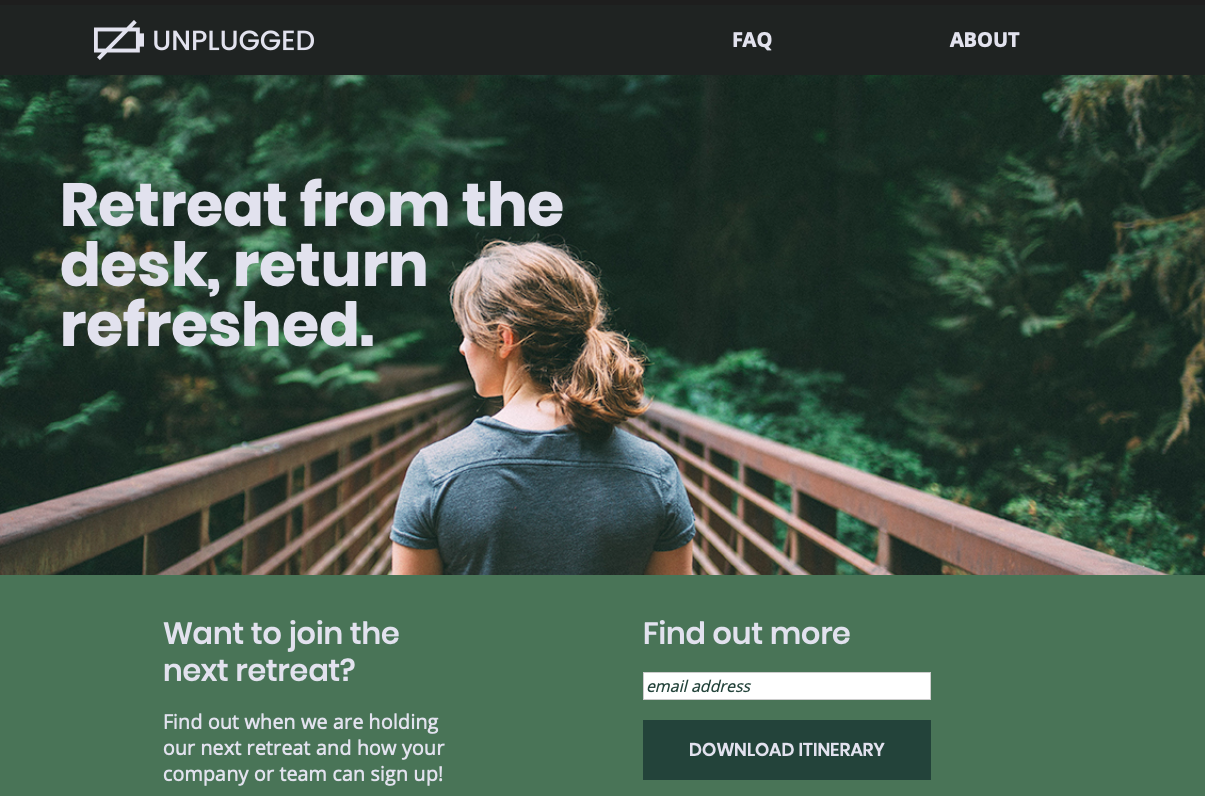 UNPLUGGED
FAQ
ABOUT
Retreat from the
desk, return
refreshed.
Want to join the
next retreat?
Find out when we are holding
our next retreat and how your
company or team can sign up!
Find out more
email address
DOWNLOAD ITINERARY